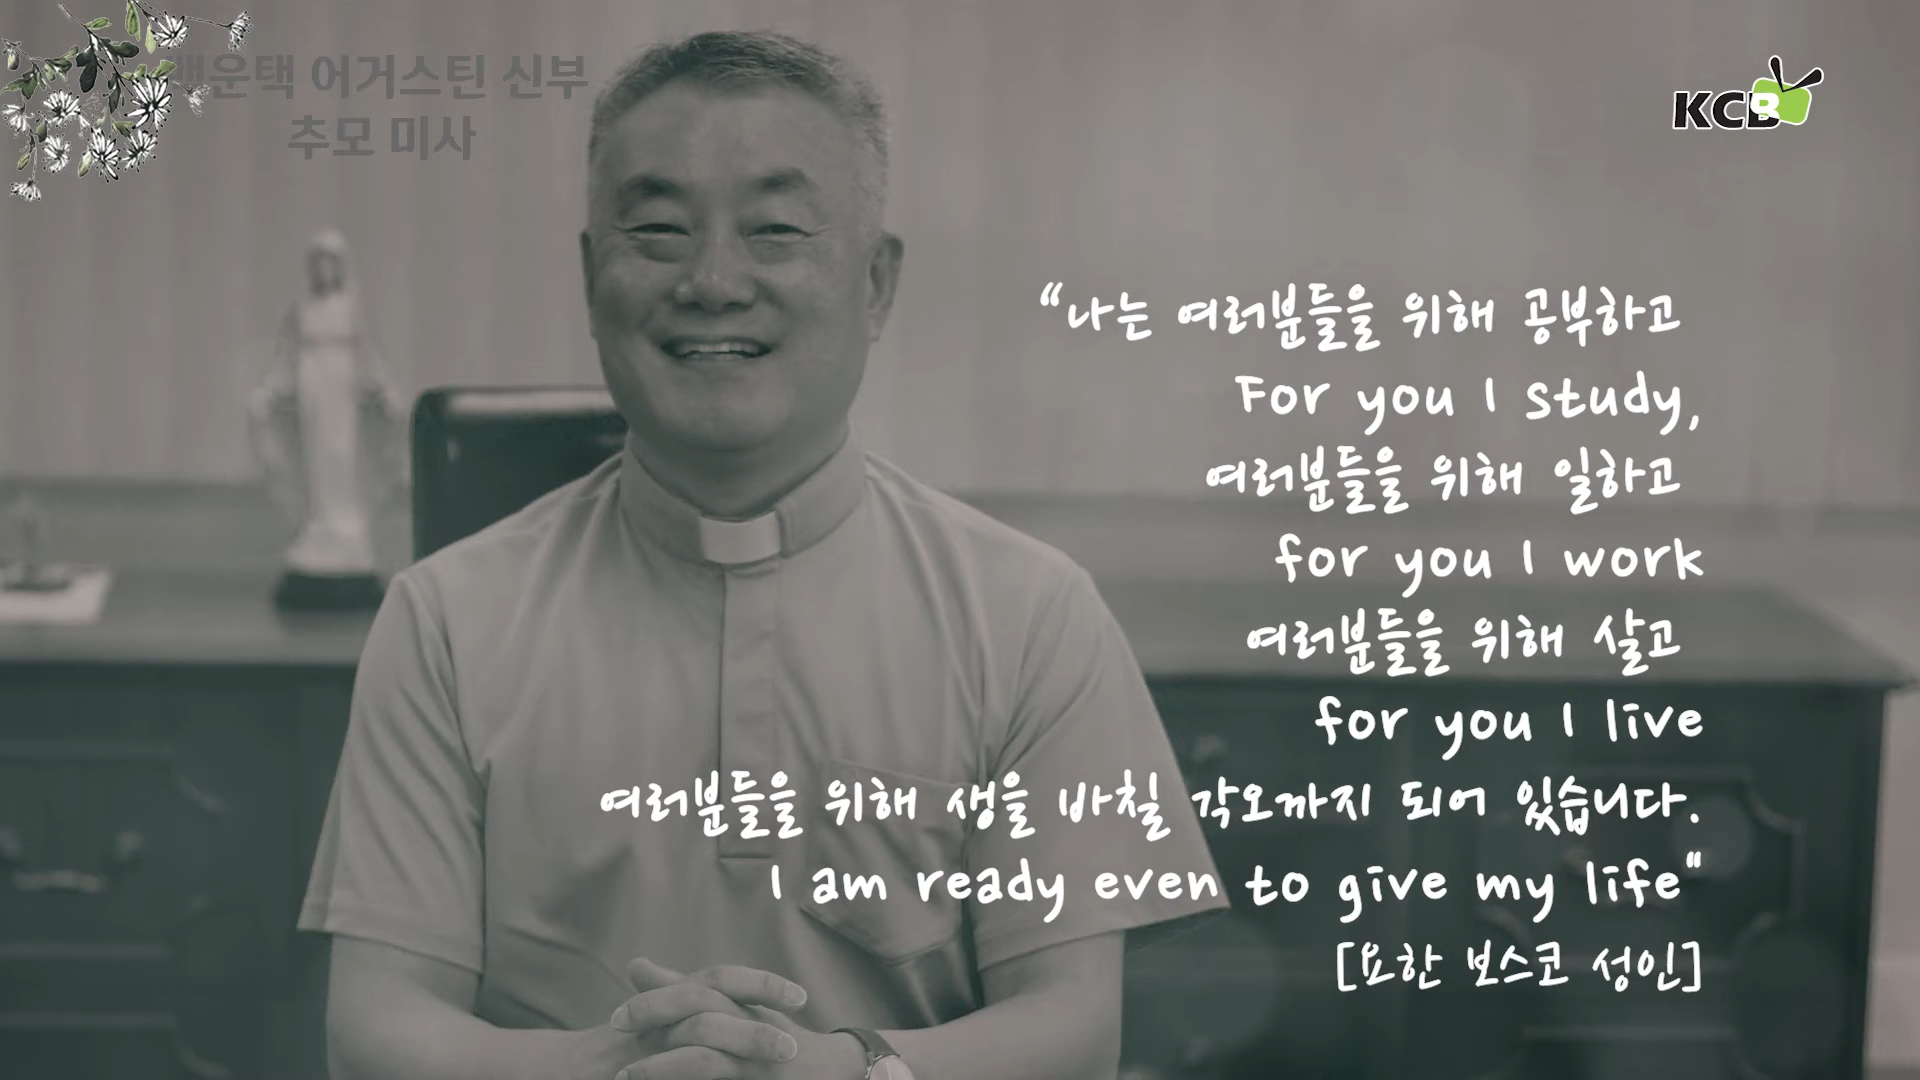 백운택 어거스틴 신부
추모 미사
KCB
“나는 여러분들을 위해 공부하고
For you I study,
여러분들을 위해 일하고
for you I work
여러분들을 위해 살고
for you I live
여러분들을 위해 생을 바칠 각오까지 되어 있습니다.
I am ready even to give my life"
[요한 보스코 성인]